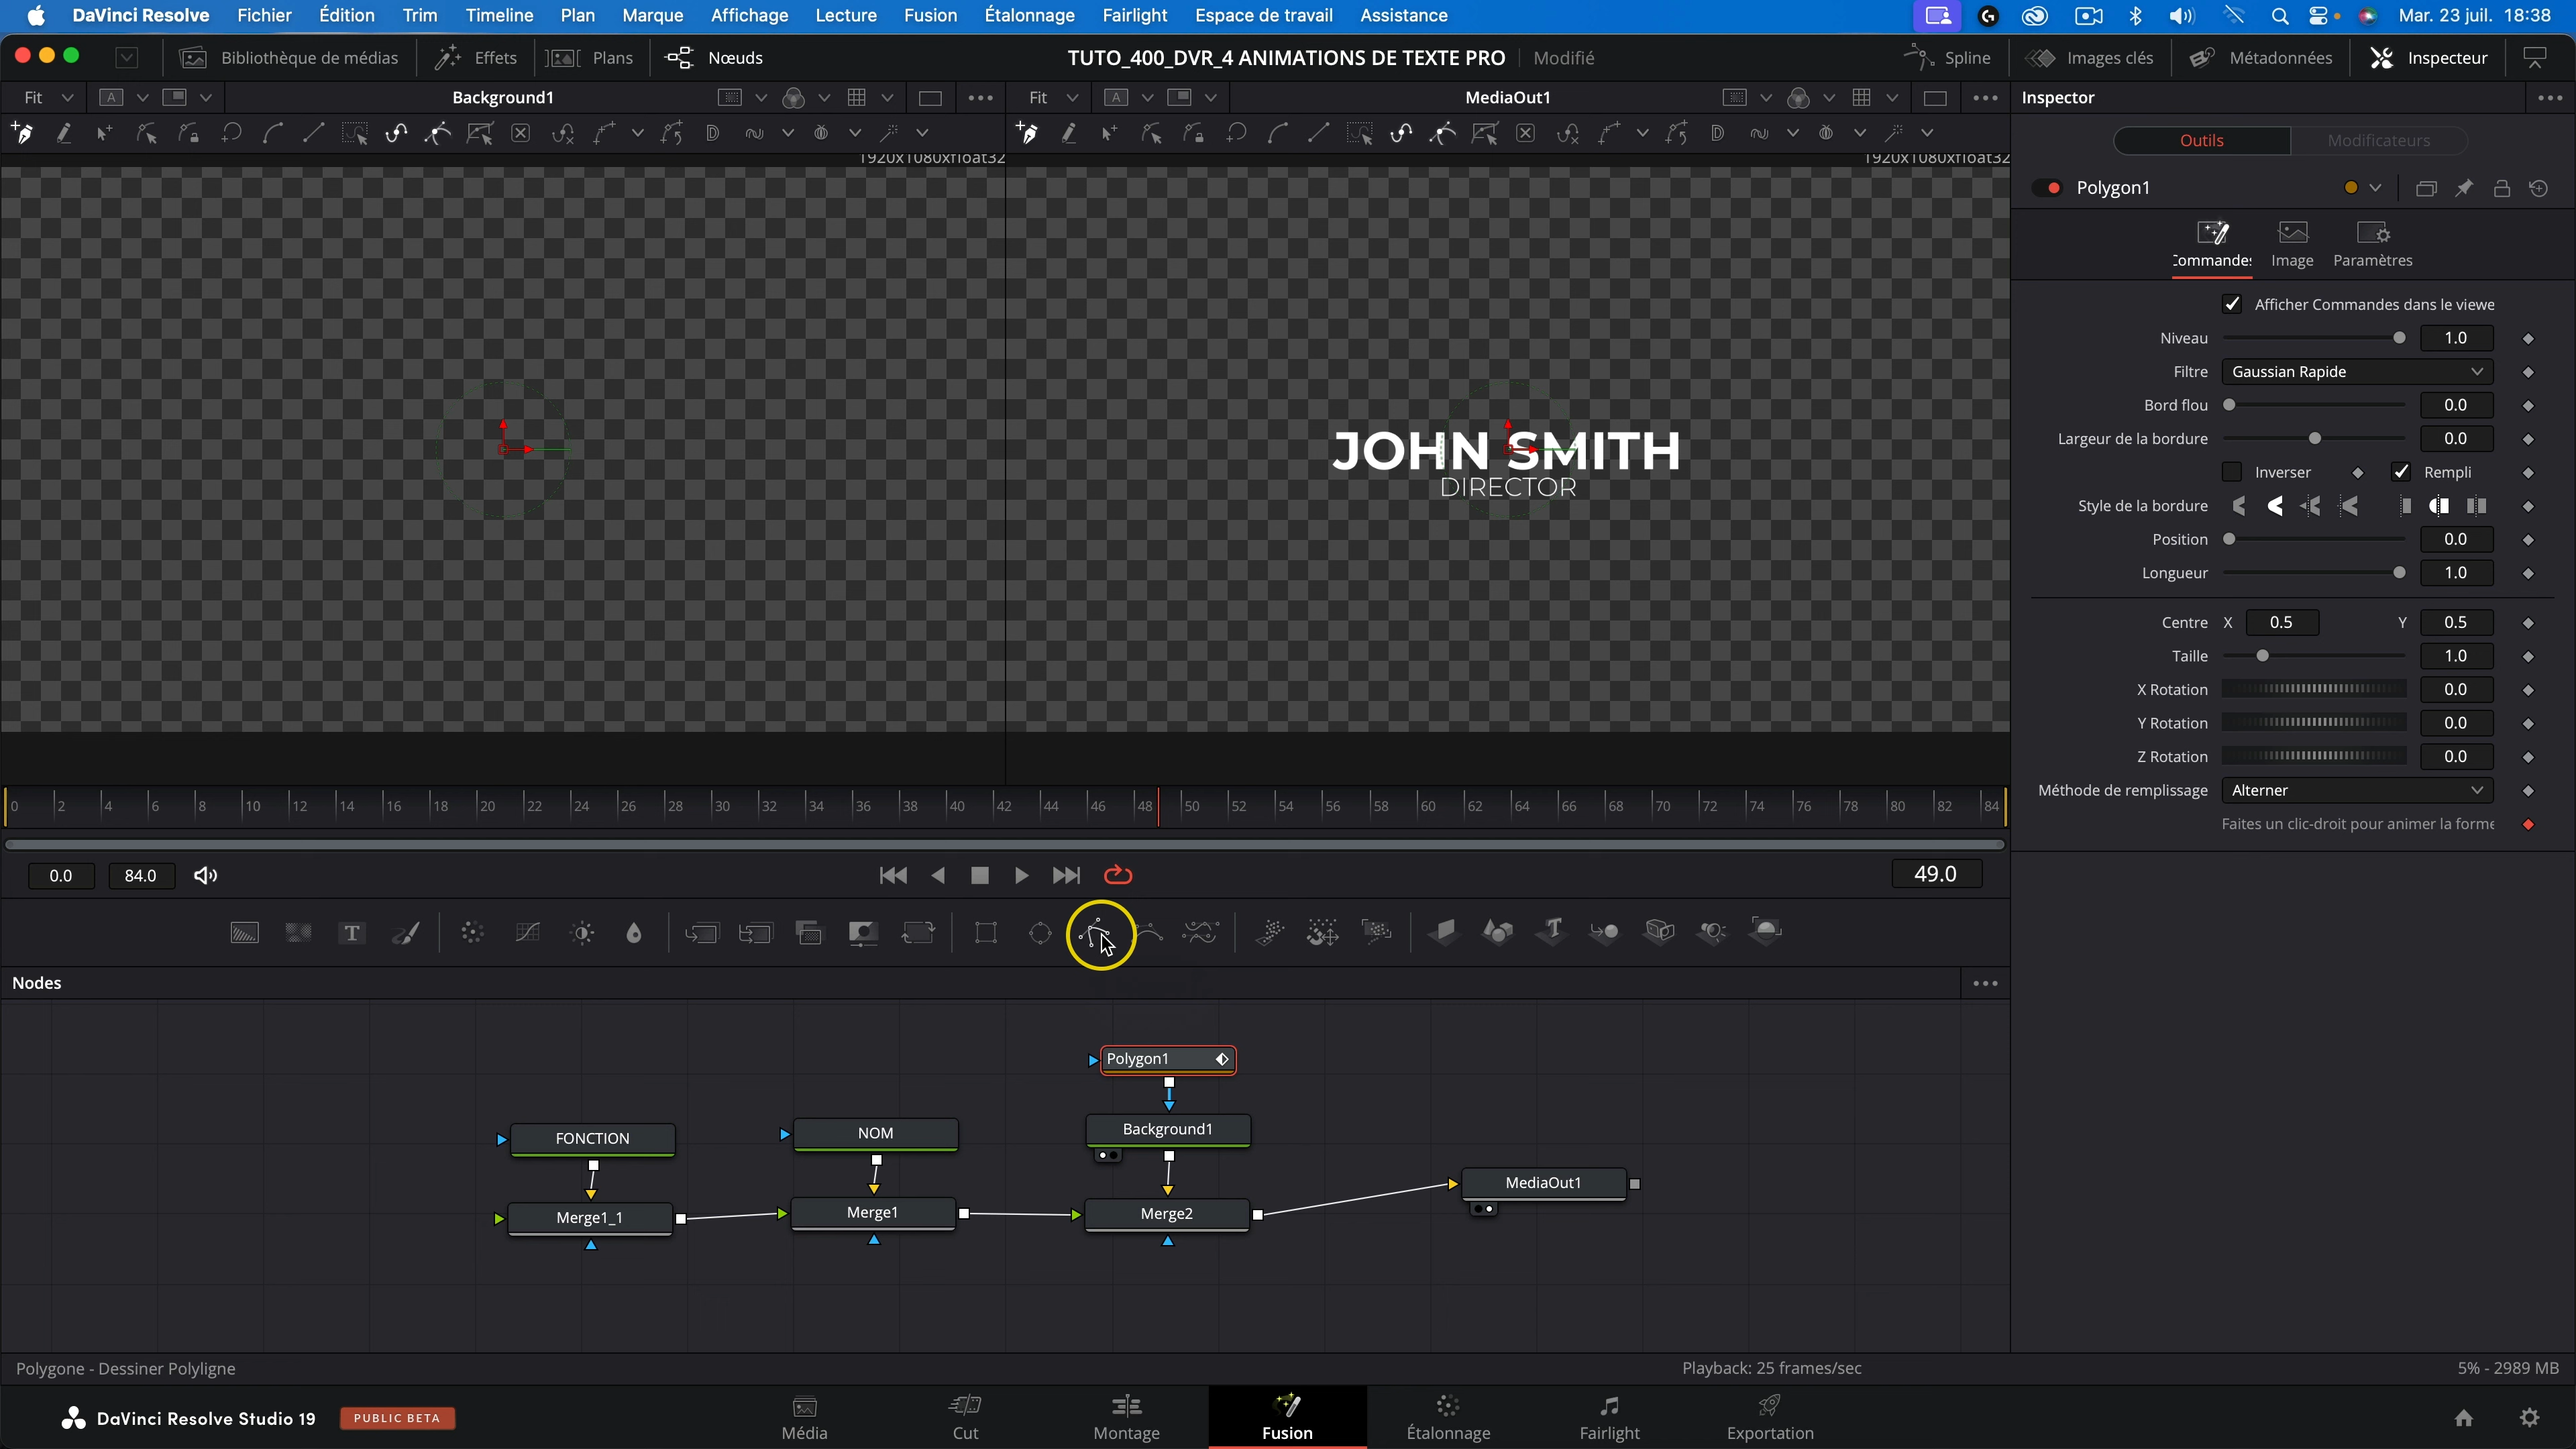 DaVinci Resolve Fichier Édition Trim Timeline Plan Marque Affichage Lecture Fusion Étalonnage Fairlight Espace de travail Assistance Mar. 23 juil. 18:38
Bibliothèque de médias Effets Plans Nœuds TUTO_400_DVR_4 ANIMATIONS DE TEXTE PRO Modifié Spline Images clés Métadonnées Inspecteur
Fit A Background1 Fit A MediaOut1 Inspector
1920x1080xfloat32 1920x1080xfloat32
Outils Modificateurs
Polygon1
Commandes Image Paramètres
Afficher Commandes dans le viewe
Niveau 1.0
Filtre Gaussian Rapide
Bord flou 0.0
Largeur de la bordure 0.0
Inverser Rempli
Style de la bordure
Position 0.0
Longueur 1.0
Centre X 0.5 Y 0.5
Taille 1.0
X Rotation 0.0
Y Rotation 0.0
Z Rotation 0.0
Méthode de remplissage Alterner
Faites un clic-droit pour animer la forme
JOHN SMITH
DIRECTOR
0 2 4 6 8 10 12 14 16 18 20 22 24 26 28 30 32 34 36 38 40 42 44 46 48 50 52 54 56 58 60 62 64 66 68 70 72 74 76 78 80 82 84
0.0 84.0 49.0
Nodes
Polygon1
FONCTION NOM Background1
Merge1_1 Merge1 Merge2 MediaOut1
Polygone - Dessiner Polyligne Playback: 25 frames/sec 5% - 2989 MB
DaVinci Resolve Studio 19 PUBLIC BETA
Média Cut Montage Fusion Étalonnage Fairlight Exportation